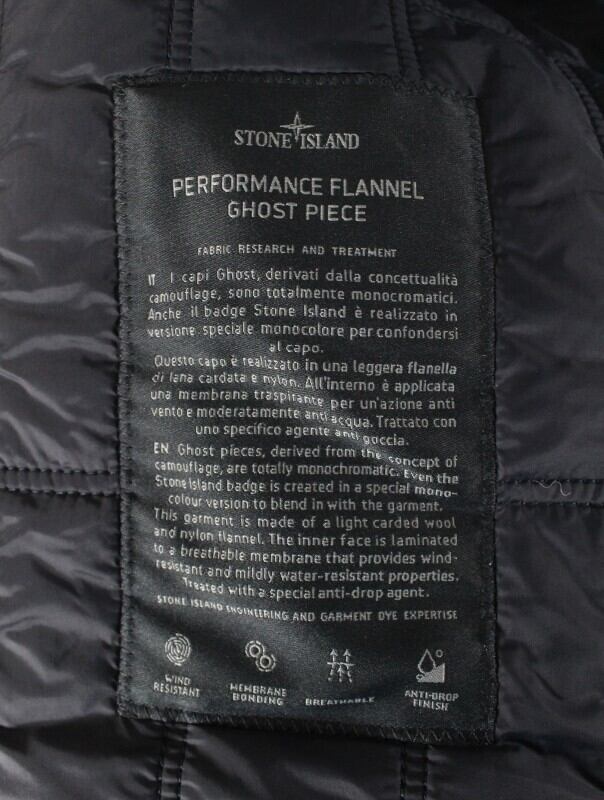 STONE ISLAND
PERFORMANCE FLANNEL
GHOST PIECE
FABRIC RESEARCH AND TREATMENT
IT I capi Ghost, derivati dalla concettualità
camouflage, sono totalmente monocromatici.
Anche il badge Stone Island è realizzato in
versione speciale monocolore per confondersi
al capo.
Questo capo è realizzato in una leggera flanella
di lana cardata e nylon. All'interno è applicata
una membrana traspirante per un'azione anti
vento e moderatamente anti acqua. Trattato con
uno specifico agente anti goccia.
EN Ghost pieces, derived from the concept of
camouflage, are totally monochromatic. Even the
Stone Island badge is created in a special mono-
colour version to blend in with the garment.
This garment is made of a light carded wool
and nylon flannel. The inner face is laminated
to a breathable membrane that provides wind-
resistant and mildly water-resistant properties.
Treated with a special anti-drop agent.
STONE ISLAND ENGINEERING AND GARMENT DYE EXPERTISE
WIND
RESISTANT
MEMBRANE
BONDING
BREATHABLE
ANTI-DROP
FINISH